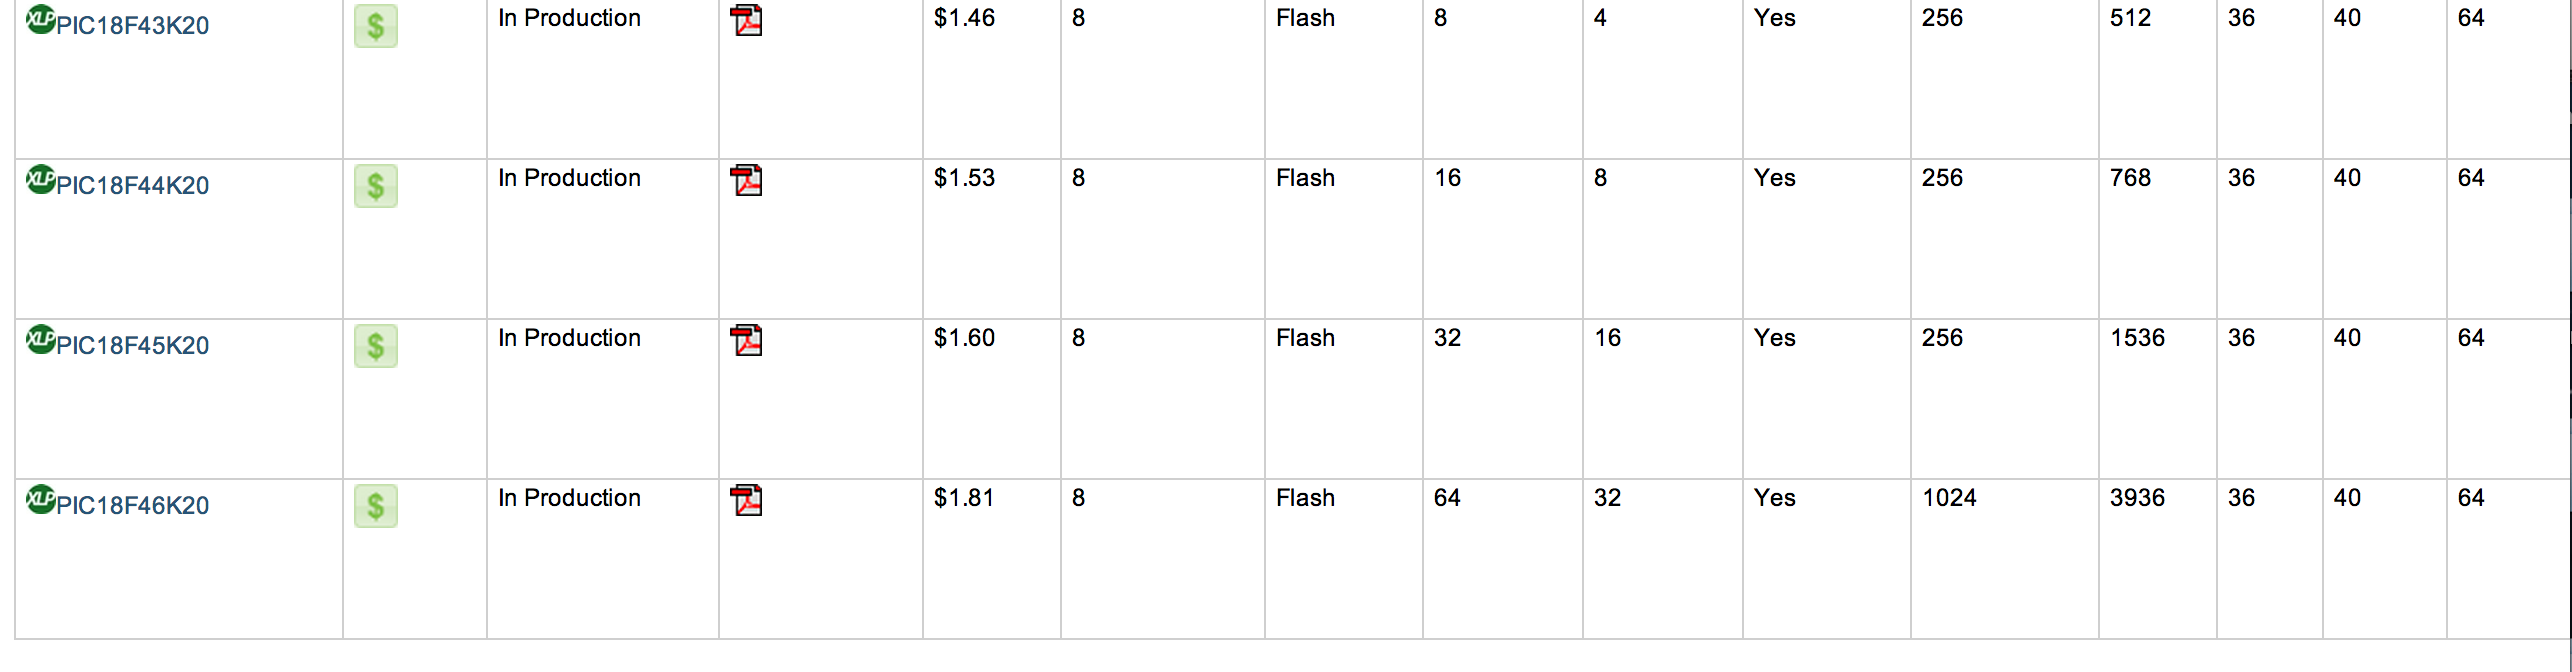 XLP PIC18F43K20 $ In Production $1.46 8 Flash 8 4 Yes 256 512 36 40 64
XLP PIC18F44K20 $ In Production $1.53 8 Flash 16 8 Yes 256 768 36 40 64
XLP PIC18F45K20 $ In Production $1.60 8 Flash 32 16 Yes 256 1536 36 40 64
XLP PIC18F46K20 $ In Production $1.81 8 Flash 64 32 Yes 1024 3936 36 40 64